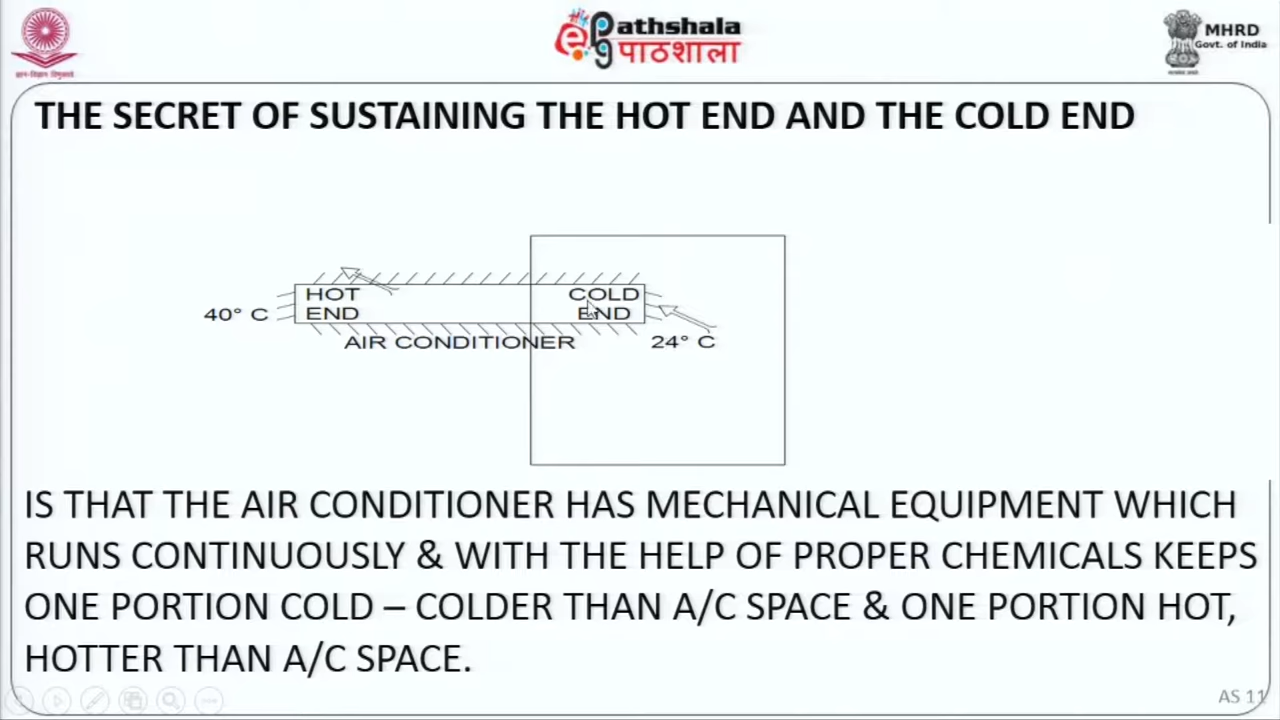 ePathshala
पाठशाला
MHRD
Govt. of India
THE SECRET OF SUSTAINING THE HOT END AND THE COLD END
HOT
END
COLD
END
40° C
AIR CONDITIONER
24° C
IS THAT THE AIR CONDITIONER HAS MECHANICAL EQUIPMENT WHICH
RUNS CONTINUOUSLY & WITH THE HELP OF PROPER CHEMICALS KEEPS
ONE PORTION COLD – COLDER THAN A/C SPACE & ONE PORTION HOT,
HOTTER THAN A/C SPACE.
AS 11